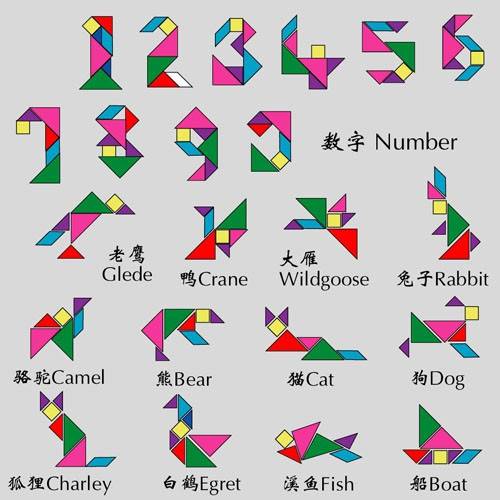 数字 Number
老鹰
Glede
鸭Crane
大雁
Wildgoose
兔子Rabbit
骆驼Camel
熊Bear
猫Cat
狗Dog
狐狸Charley
白鹤Egret
溪鱼Fish
船Boat